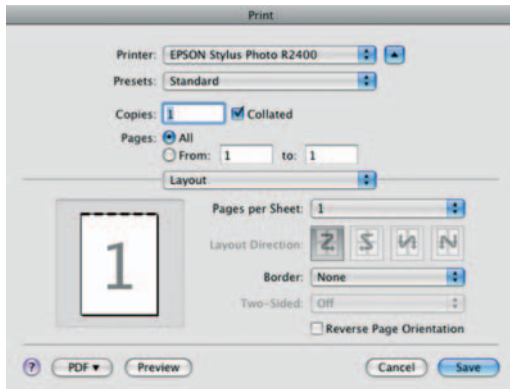 Print
Printer: EPSON Stylus Photo R2400
Presets: Standard
Copies: 1 Collated
Pages: All
From: 1 to: 1
Layout
Pages per Sheet: 1
Layout Direction:
Border: None
Two-Sided: Off
Reverse Page Orientation
1
? PDF ▾ Preview Cancel Save